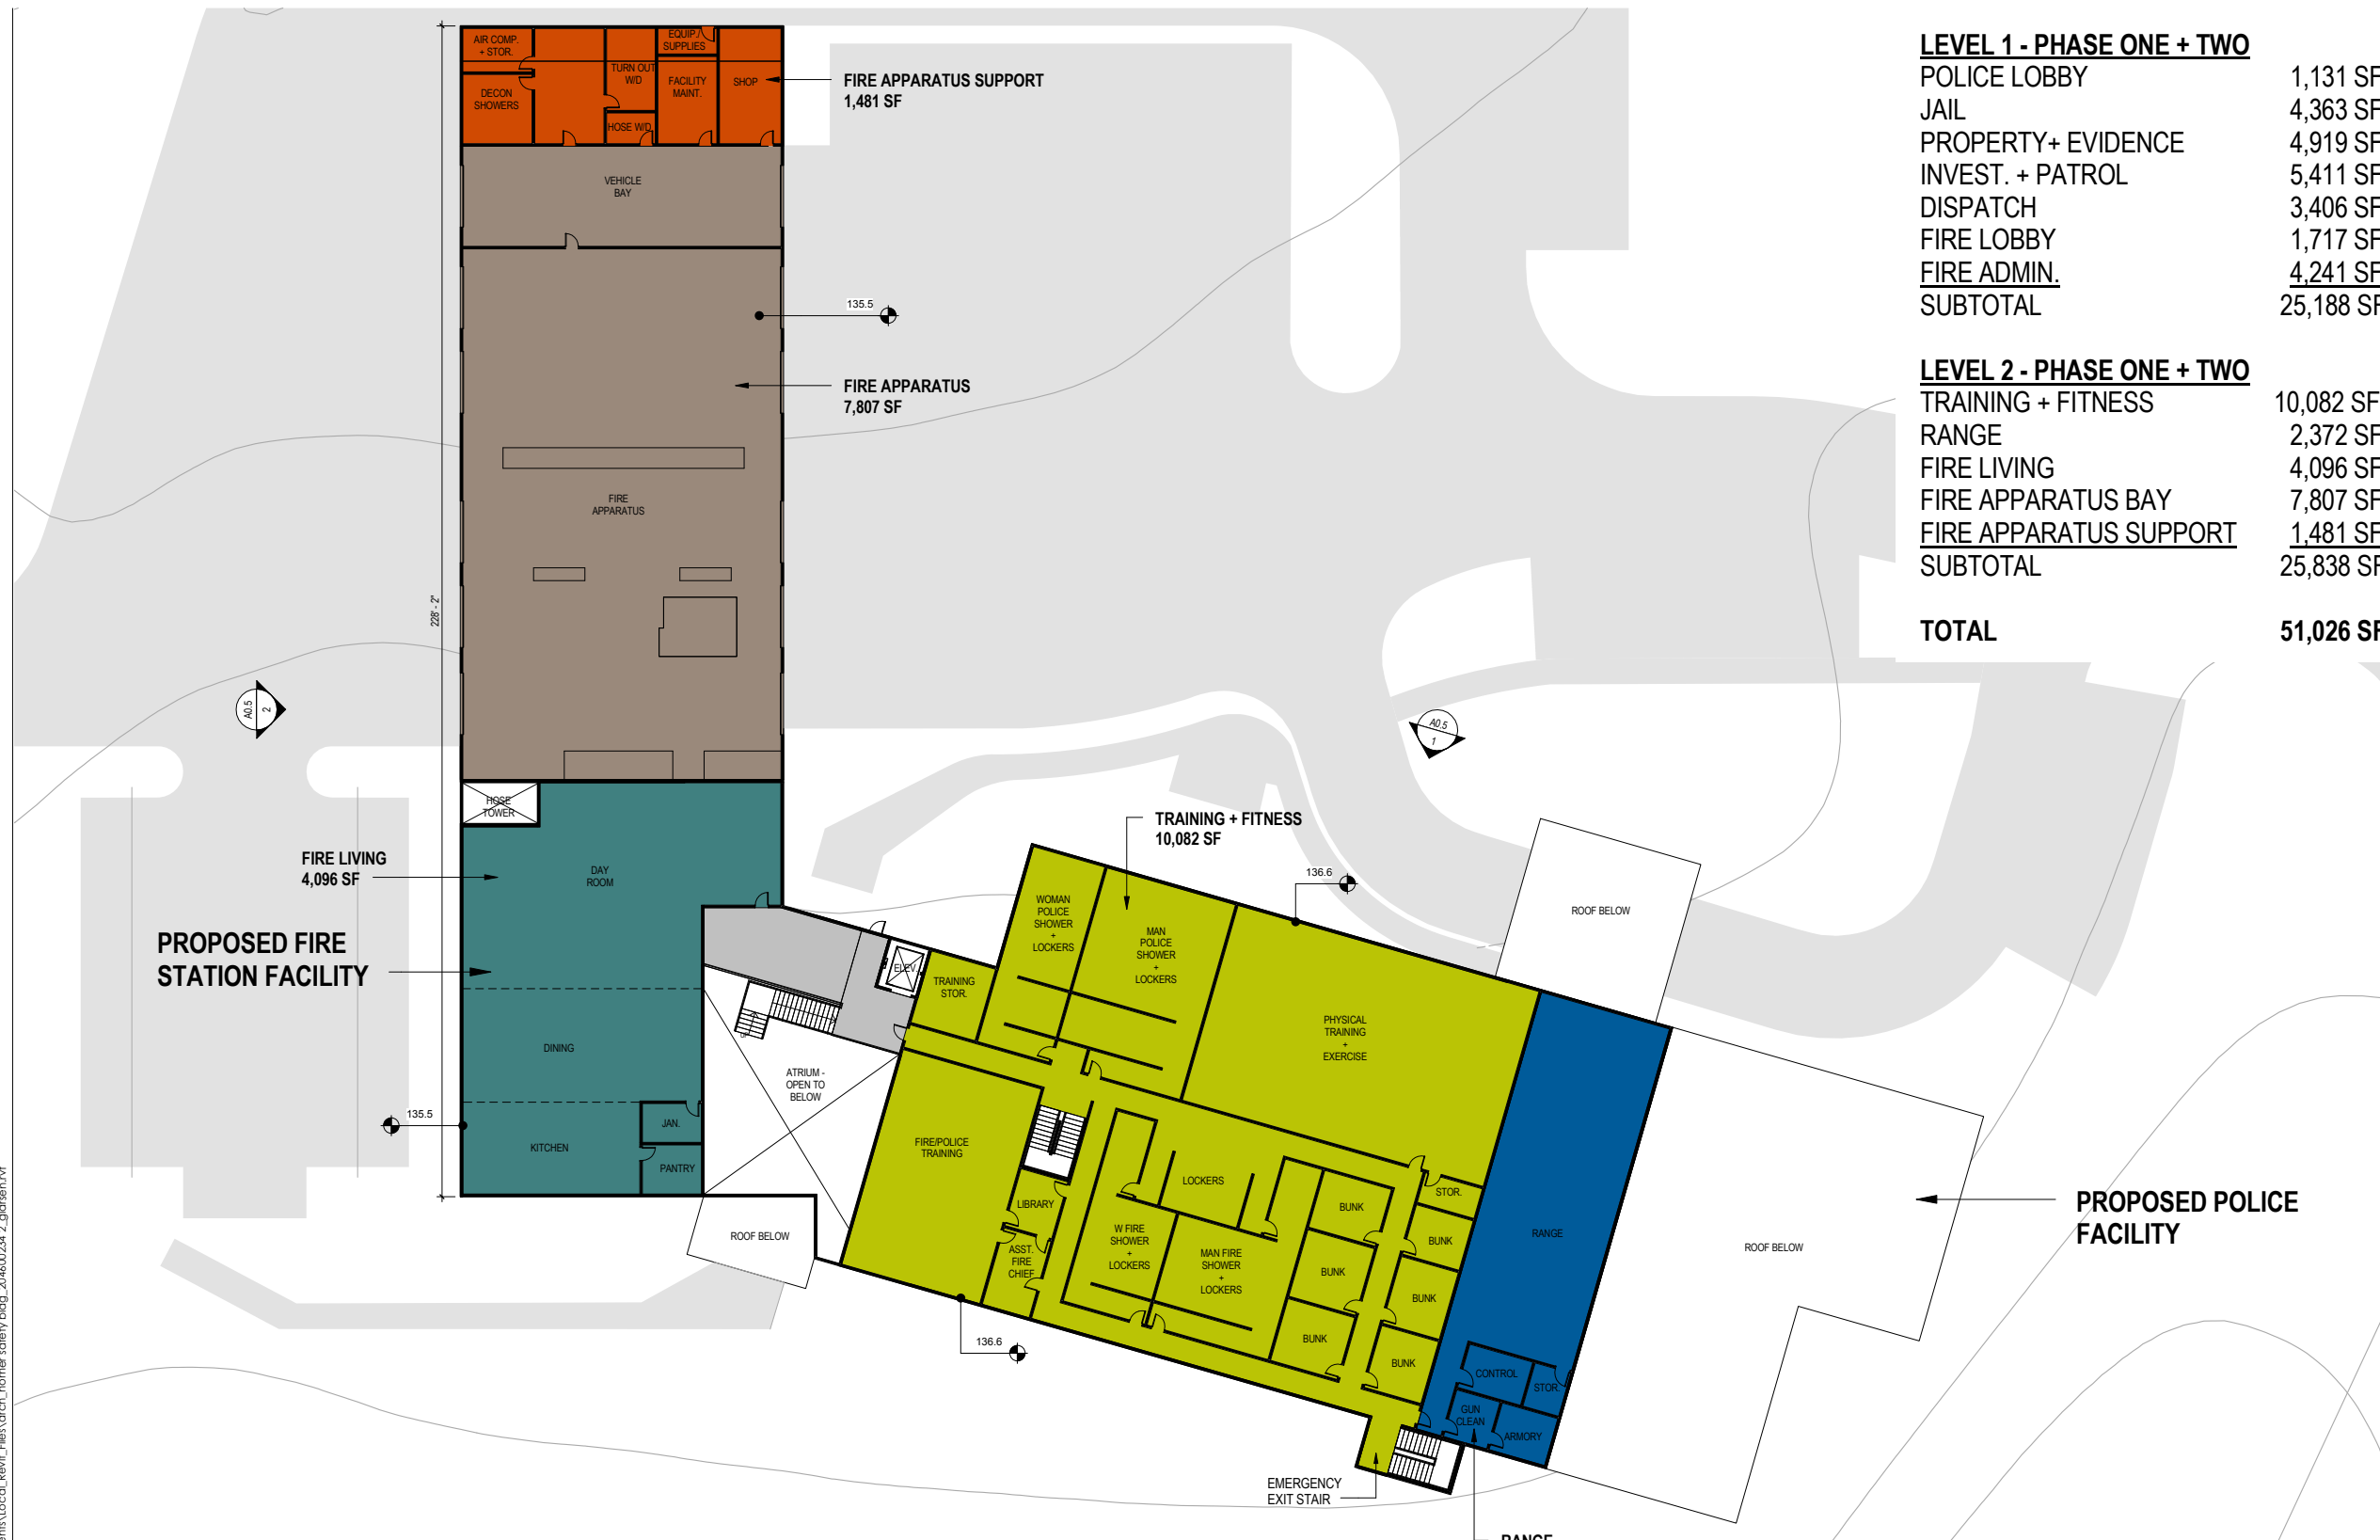 AIR COMP.
+ STOR.
DECON
SHOWERS
TURN OUT
W/D
HOSE W/D
EQUIP./
SUPPLIES
FACILITY
MAINT.
SHOP
FIRE APPARATUS SUPPORT
1,481 SF
VEHICLE
BAY
135.5
FIRE APPARATUS
7,807 SF
FIRE
APPARATUS
228' - 2"
A0.5
2
A0.5
1
HOSE
TOWER
FIRE LIVING
4,096 SF
DAY
ROOM
PROPOSED FIRE
STATION FACILITY
DINING
135.5
KITCHEN
JAN.
PANTRY
ATRIUM -
OPEN TO
BELOW
ROOF BELOW
ELEV.
TRAINING
STOR.
TRAINING + FITNESS
10,082 SF
136.6
WOMAN
POLICE
SHOWER
+
LOCKERS
MAN
POLICE
SHOWER
+
LOCKERS
PHYSICAL
TRAINING
+
EXERCISE
ROOF BELOW
FIRE/POLICE
TRAINING
LIBRARY
ASST.
FIRE
CHIEF
W FIRE
SHOWER
+
LOCKERS
LOCKERS
MAN FIRE
SHOWER
+
LOCKERS
BUNK
BUNK
BUNK
STOR.
BUNK
BUNK
BUNK
136.6
RANGE
CONTROL
STOR.
GUN
CLEAN
ARMORY
ROOF BELOW
PROPOSED POLICE
FACILITY
EMERGENCY
EXIT STAIR
RANGE
LEVEL 1 - PHASE ONE + TWO
POLICE LOBBY 1,131 SF
JAIL 4,363 SF
PROPERTY+ EVIDENCE 4,919 SF
INVEST. + PATROL 5,411 SF
DISPATCH 3,406 SF
FIRE LOBBY 1,717 SF
FIRE ADMIN. 4,241 SF
SUBTOTAL 25,188 SF
LEVEL 2 - PHASE ONE + TWO
TRAINING + FITNESS 10,082 SF
RANGE 2,372 SF
FIRE LIVING 4,096 SF
FIRE APPARATUS BAY 7,807 SF
FIRE APPARATUS SUPPORT 1,481 SF
SUBTOTAL 25,838 SF
TOTAL 51,026 SF